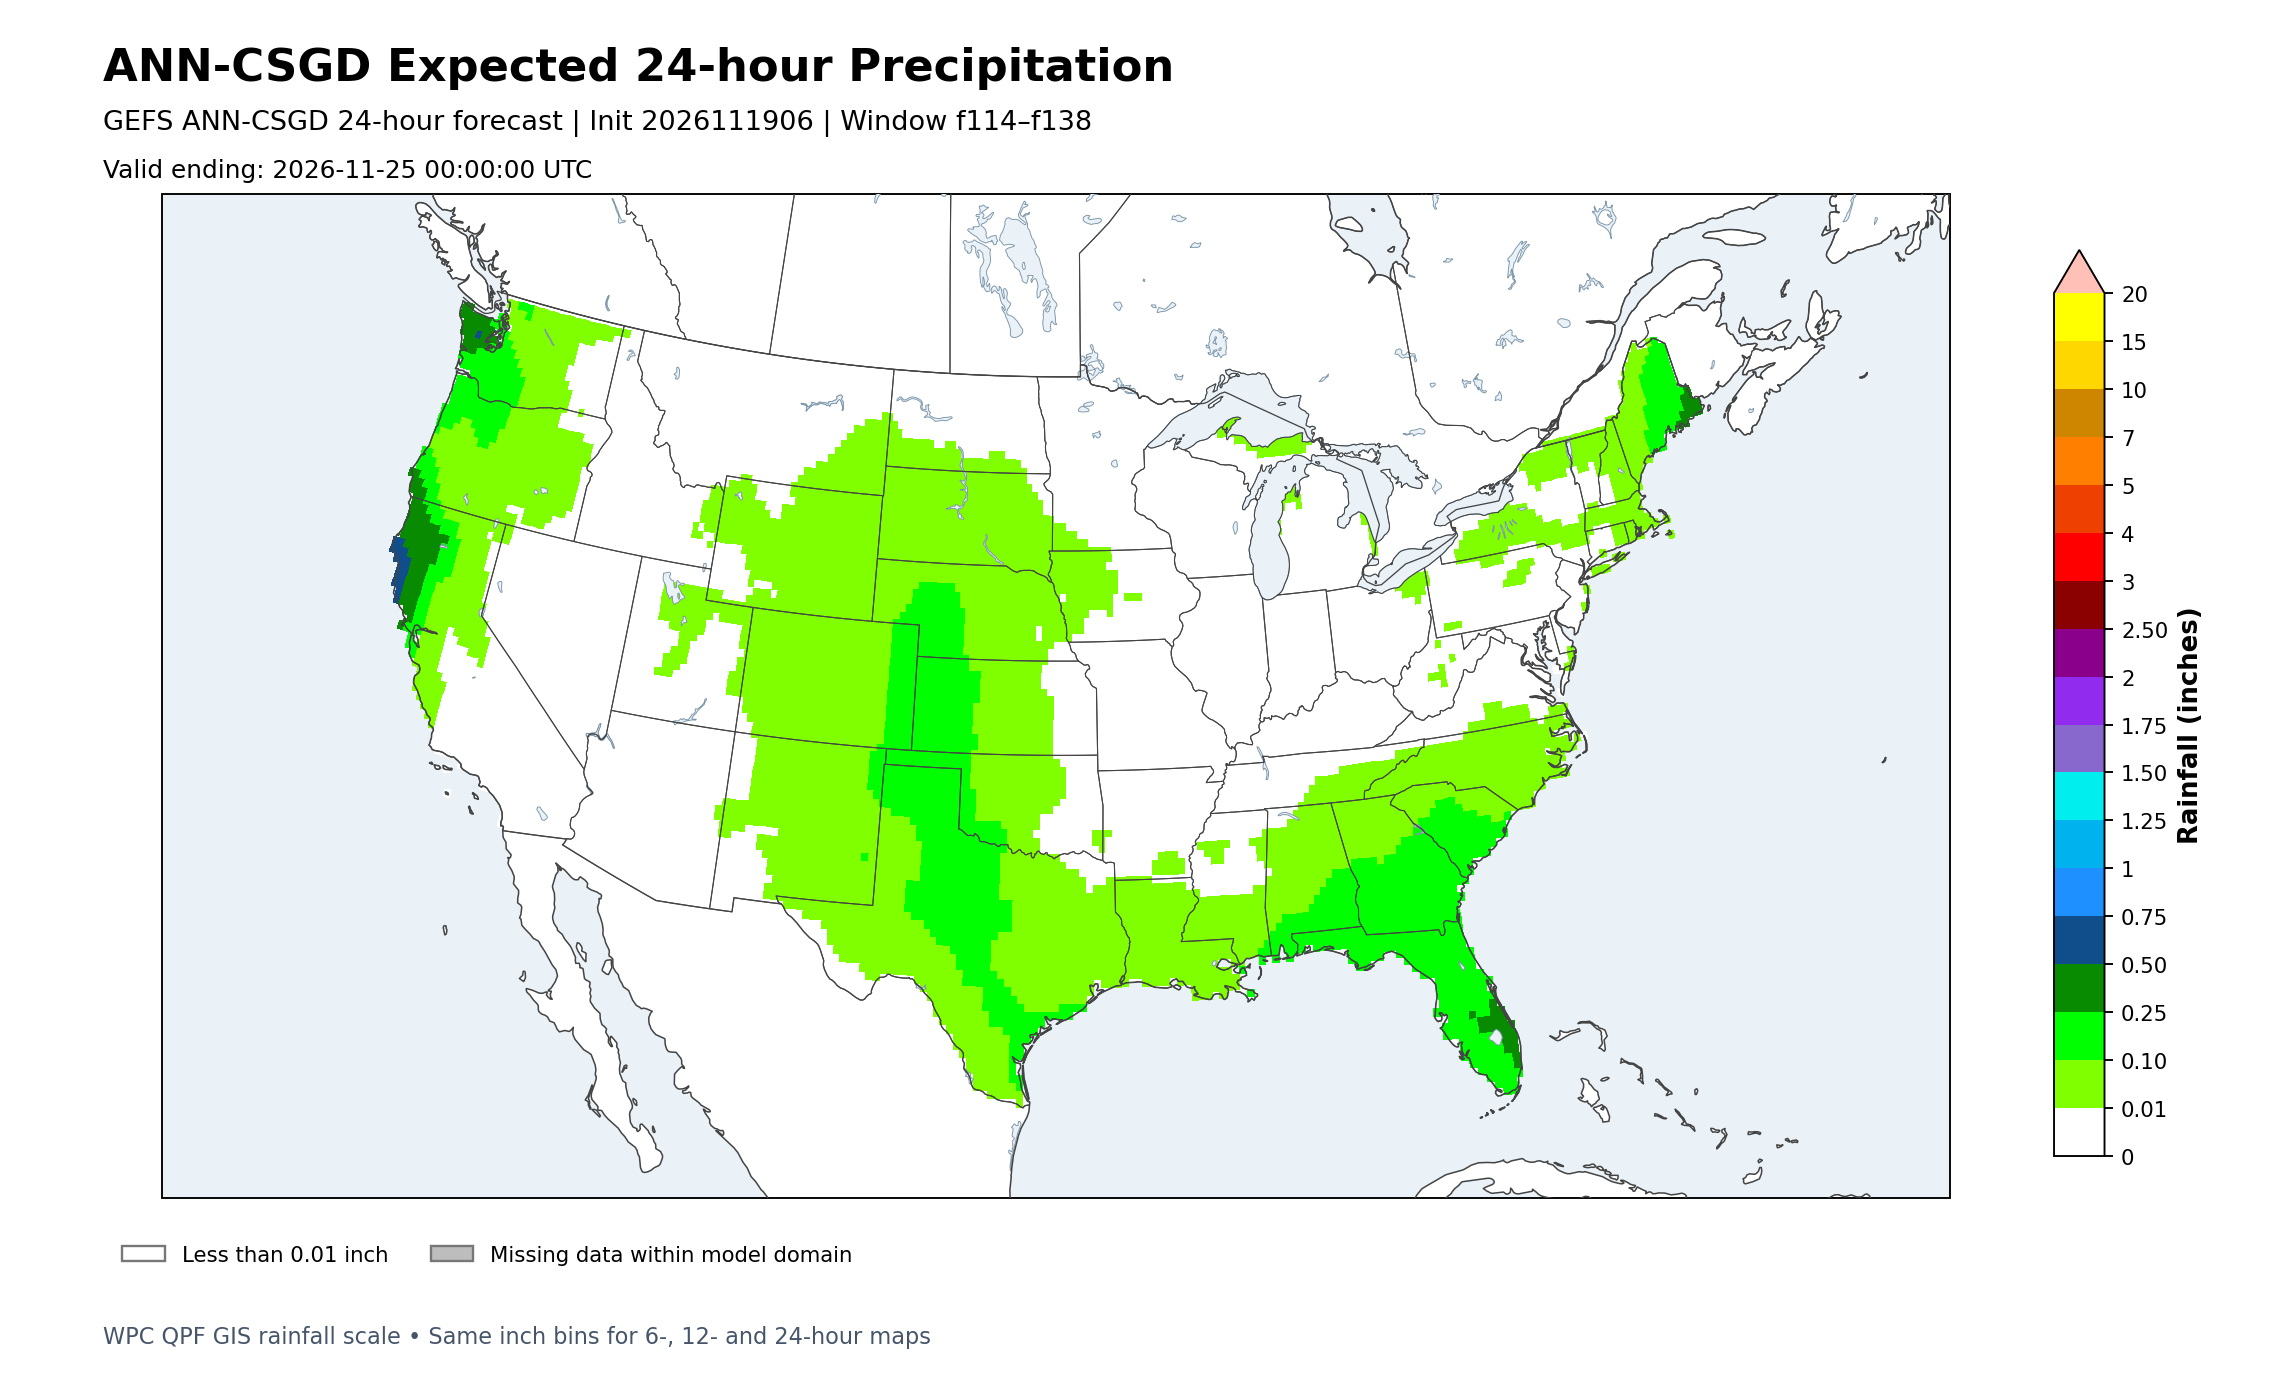 ANN-CSGD Expected 24-hour Precipitation
GEFS ANN-CSGD 24-hour forecast | Init 2026111906 | Window f114–f138
Valid ending: 2026-11-25 00:00:00 UTC
20
15
10
7
5
4
3
2.50
2
1.75
1.50
1.25
1
0.75
0.50
0.25
0.10
0.01
0
Rainfall (inches)
Less than 0.01 inch
Missing data within model domain
WPC QPF GIS rainfall scale • Same inch bins for 6-, 12- and 24-hour maps